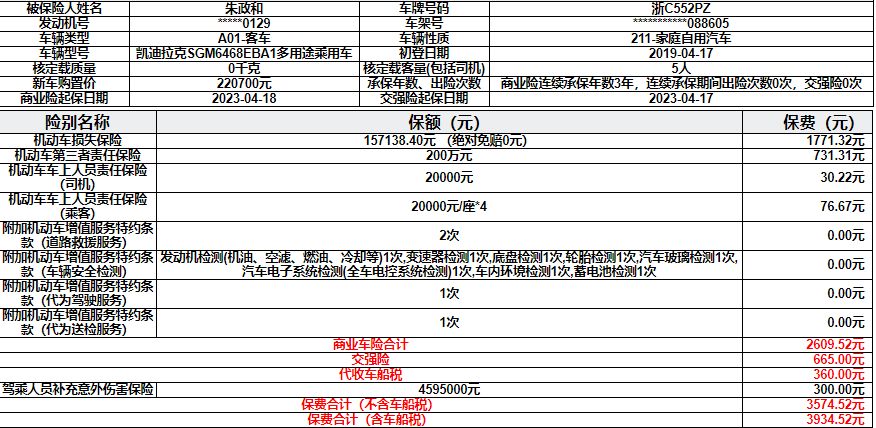 被保险人姓名 朱政和 车牌号码 浙C552PZ
发动机号 *****0129 车架号 ***********088605
车辆类型 A01-客车 车辆性质 211-家庭自用汽车
车辆型号 凯迪拉克SGM6468EBA1多用途乘用车 初登日期 2019-04-17
核定载质量 0千克 核定载客量(包括司机) 5人
新车购置价 220700元 承保年数、出险次数 商业险连续承保年数3年，连续承保期间出险次数0次，交强险0次
商业险起保日期 2023-04-18 交强险起保日期 2023-04-17
险别名称 保额（元） 保费（元）
机动车损失保险 157138.40元 （绝对免赔0元） 1771.32元
机动车第三者责任保险 200万元 731.31元
机动车车上人员责任保险
（司机） 20000元 30.22元
机动车车上人员责任保险
（乘客） 20000元/座*4 76.67元
附加机动车增值服务特约条
款（道路救援服务） 2次 0.00元
附加机动车增值服务特约条
款（车辆安全检测） 发动机检测(机油、空滤、燃油、冷却等)1次,变速器检测1次,底盘检测1次,轮胎检测1次,汽车玻璃检测1次,
汽车电子系统检测(全车电控系统检测)1次,车内环境检测1次,蓄电池检测1次 0.00元
附加机动车增值服务特约条
款（代为驾驶服务） 1次 0.00元
附加机动车增值服务特约条
款（代为送检服务） 1次 0.00元
商业车险合计 2609.52元
交强险 665.00元
代收车船税 360.00元
驾乘人员补充意外伤害保险 4595000元 300.00元
保费合计（不含车船税） 3574.52元
保费合计（含车船税） 3934.52元